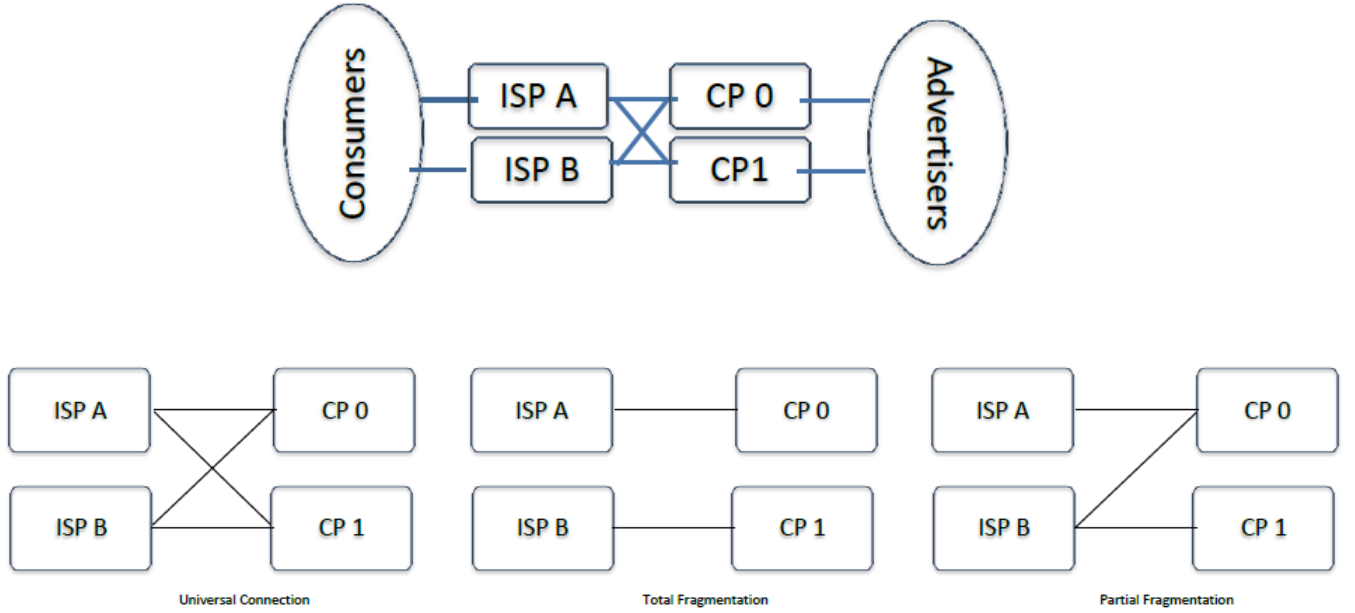 Consumers
ISP A
CP 0
ISP B
CP1
Advertisers
ISP A
CP 0
ISP B
CP 1
Universal Connection
ISP A
CP 0
ISP B
CP 1
Total Fragmentation
ISP A
CP 0
ISP B
CP 1
Partial Fragmentation